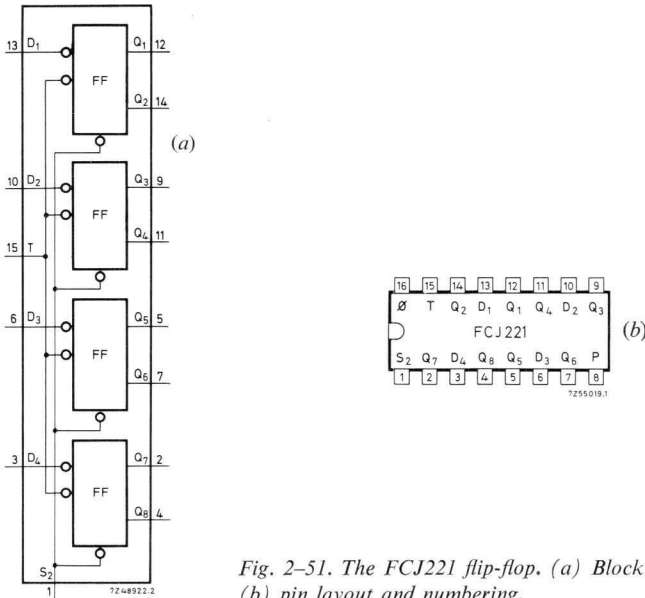 13 D1
Q1 12
FF
Q2 14
(a)
10 D2
Q3 9
FF
Q4 11
15 T
6 D3
Q5 5
FF
Q6 7
3 D4
Q7 2
FF
Q8 4
S2
1
7Z48922.2
16 15 14 13 12 11 10 9
Ø T Q2 D1 Q1 Q4 D2 Q3
FCJ221
(b)
S2 Q7 D4 Q8 Q5 D3 Q6 P
1 2 3 4 5 6 7 8
7Z55019.1
Fig. 2–51. The FCJ221 flip-flop. (a) Block
(b) pin layout and numbering